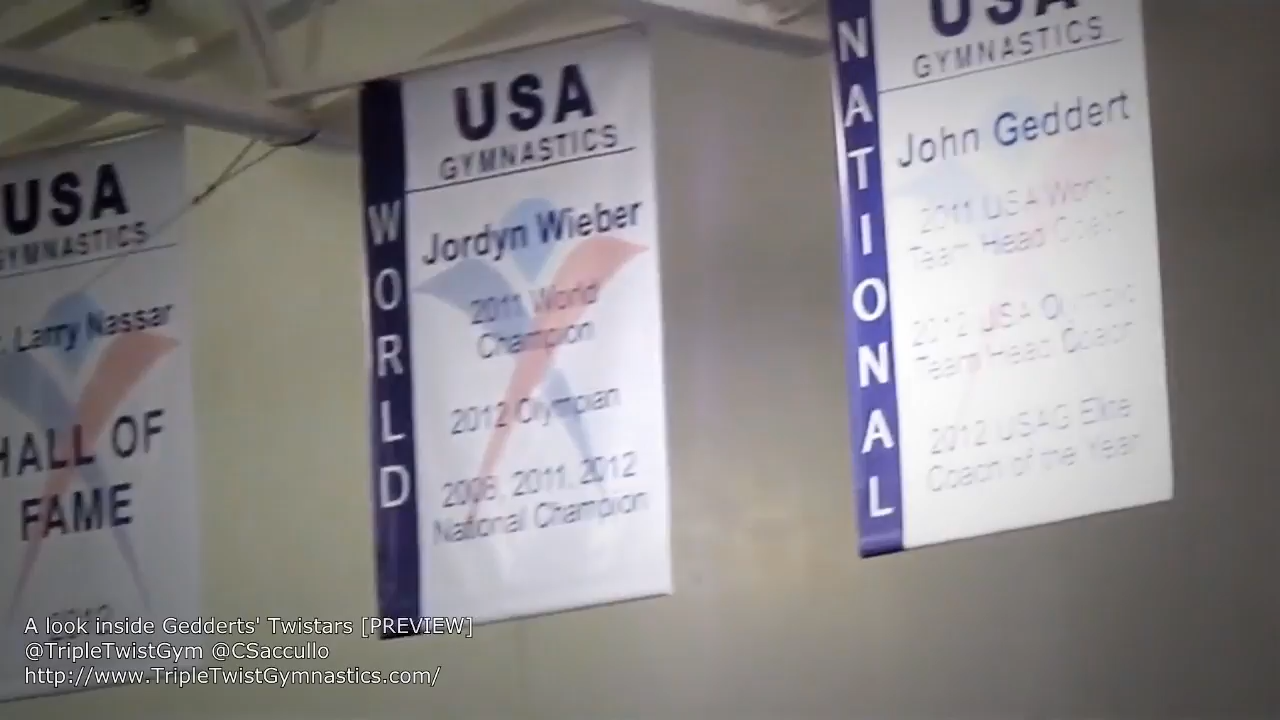 USA
GYMNASTICS
. Larry Nassar
HALL OF
FAME
WORLD
USA
GYMNASTICS
Jordyn Wieber
2011 World
Champion
2012 Olympian
2006, 2011, 2012
National Champion
NATIONAL
USA
GYMNASTICS
John Geddert
2011 USA World
Team Head Coach
2012 USA Olympic
Team Head Coach
2012 USAG Elite
Coach of the Year
A look inside Gedderts' Twistars [PREVIEW]
@TripleTwistGym @CSaccullo
http://www.TripleTwistGymnastics.com/